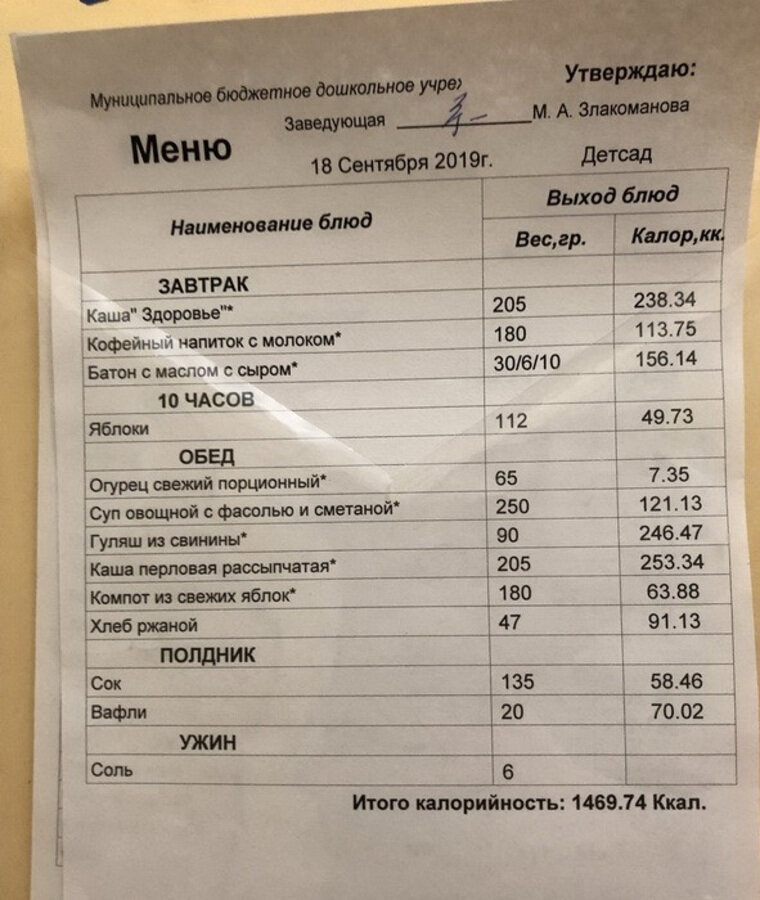 Утверждаю:
Муниципальное бюджетное дошкольное учреж
Заведующая М. А. Злакоманова
Меню 18 Сентября 2019г. Детсад
Наименование блюд Выход блюд
Вес,гр. Калор,кк.
ЗАВТРАК
Каша" Здоровье"* 205 238.34
Кофейный напиток с молоком* 180 113.75
Батон с маслом с сыром* 30/6/10 156.14
10 ЧАСОВ
Яблоки 112 49.73
ОБЕД
Огурец свежий порционный* 65 7.35
Суп овощной с фасолью и сметаной* 250 121.13
Гуляш из свинины* 90 246.47
Каша перловая рассыпчатая* 205 253.34
Компот из свежих яблок* 180 63.88
Хлеб ржаной 47 91.13
ПОЛДНИК
Сок 135 58.46
Вафли 20 70.02
УЖИН
Соль 6
Итого калорийность: 1469.74 Ккал.